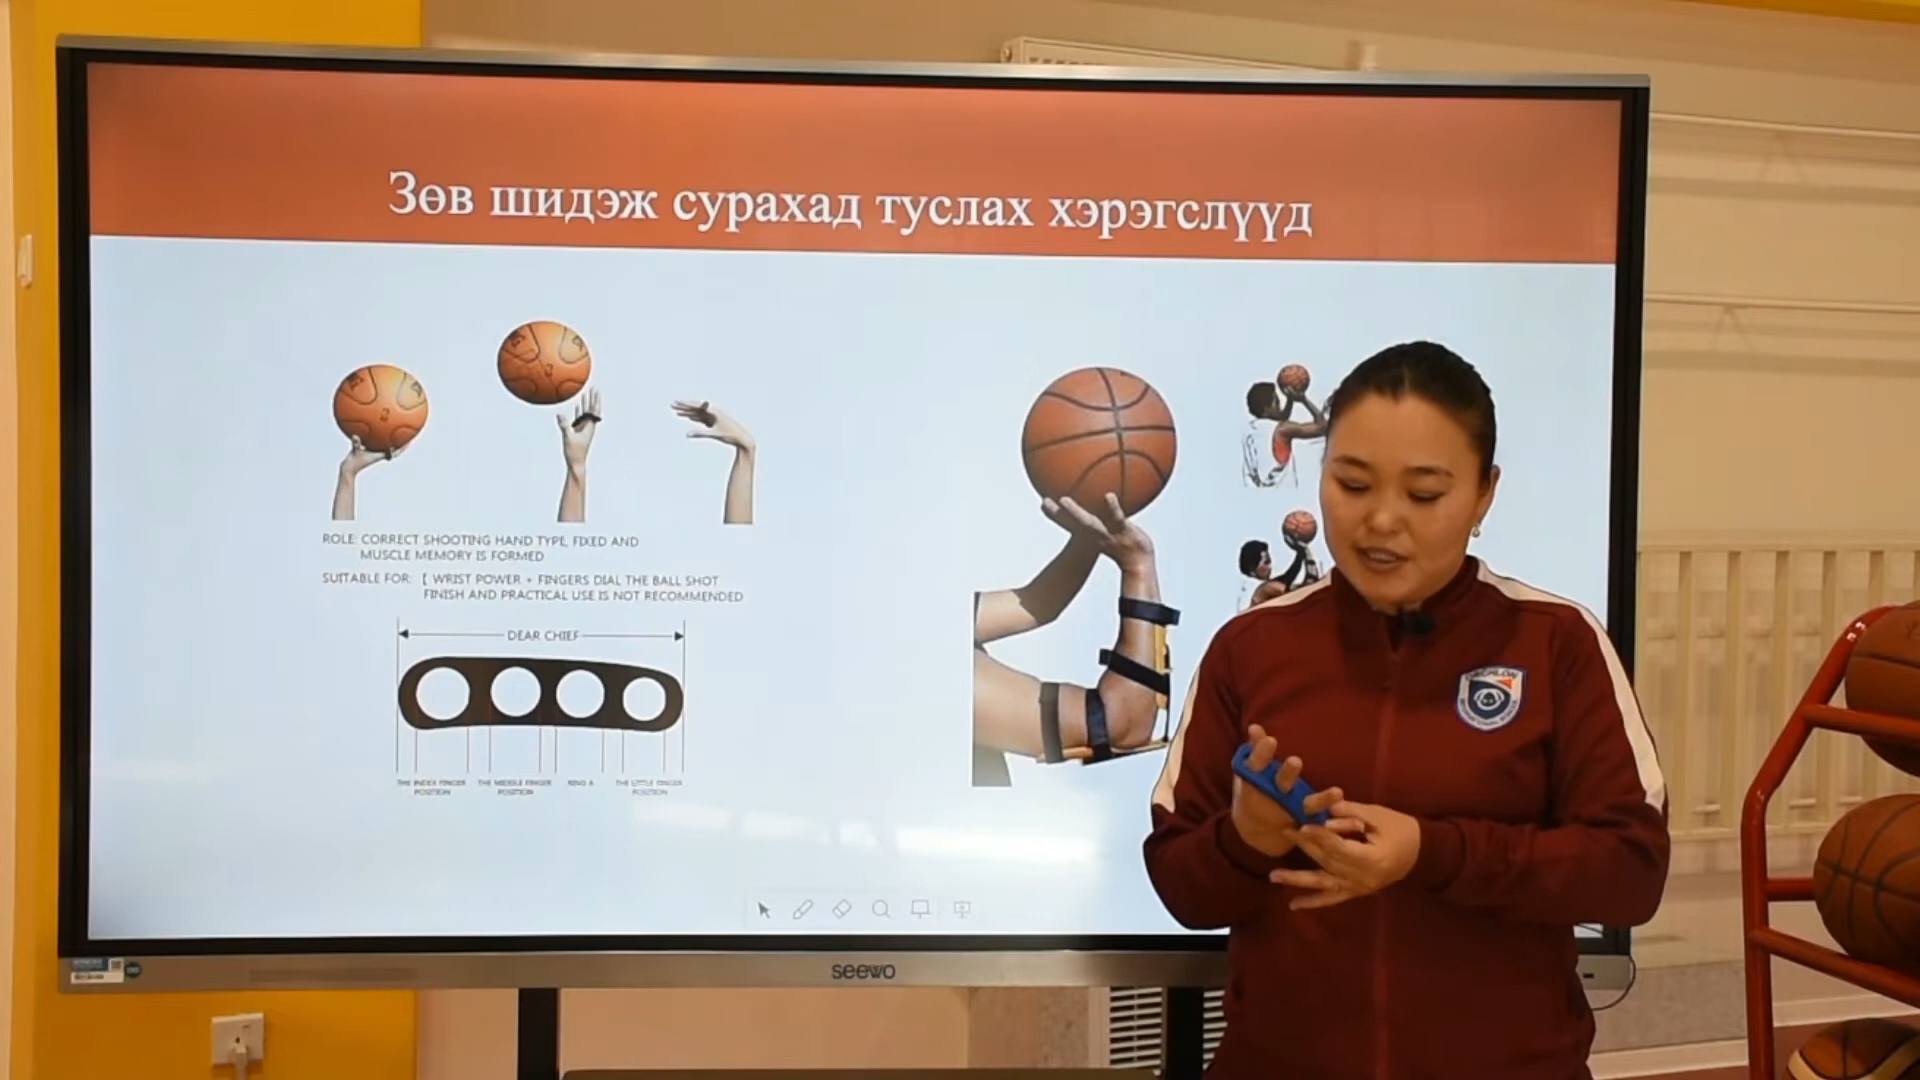 Зөв шидэж сурахад туслах хэрэгслүүд
ROLE: CORRECT SHOOTING HAND TYPE, FIXED AND
MUSCLE MEMORY IS FORMED
SUITABLE FOR: [ WRIST POWER + FINGERS DIAL THE BALL SHOT
FINISH AND PRACTICAL USE IS NOT RECOMMENDED
DEAR CHIEF
THE INDEX FINGER
POSITION
THE MIDDLE FINGER
POSITION
RING A
THE LITTLE FINGER
POSITION
seewo